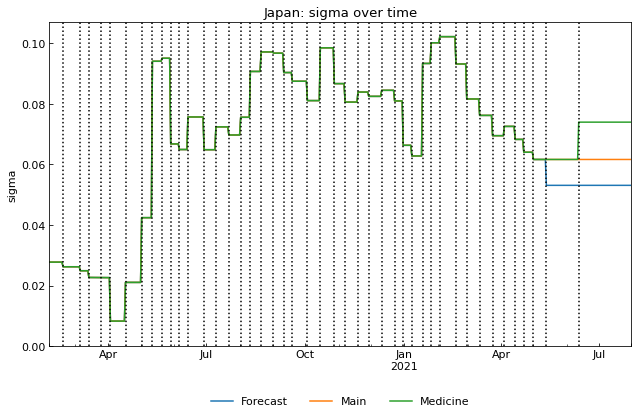 Japan: sigma over time
0.10
0.08
0.06
0.04
0.02
0.00
sigma
Apr Jul Oct Jan Apr Jul
2021
Forecast Main Medicine